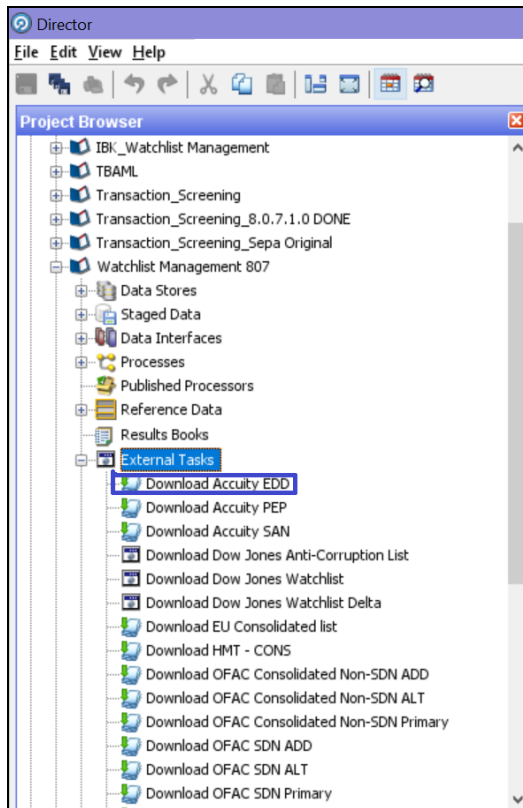 Director
File Edit View Help
Project Browser
IBK_Watchlist Management
TBAML
Transaction_Screening
Transaction_Screening_8.0.7.1.0 DONE
Transaction_Screening_Sepa Original
Watchlist Management 807
Data Stores
Staged Data
Data Interfaces
Processes
Published Processors
Reference Data
Results Books
External Tasks
Download Accuity EDD
Download Accuity PEP
Download Accuity SAN
Download Dow Jones Anti-Corruption List
Download Dow Jones Watchlist
Download Dow Jones Watchlist Delta
Download EU Consolidated list
Download HMT - CONS
Download OFAC Consolidated Non-SDN ADD
Download OFAC Consolidated Non-SDN ALT
Download OFAC Consolidated Non-SDN Primary
Download OFAC SDN ADD
Download OFAC SDN ALT
Download OFAC SDN Primary